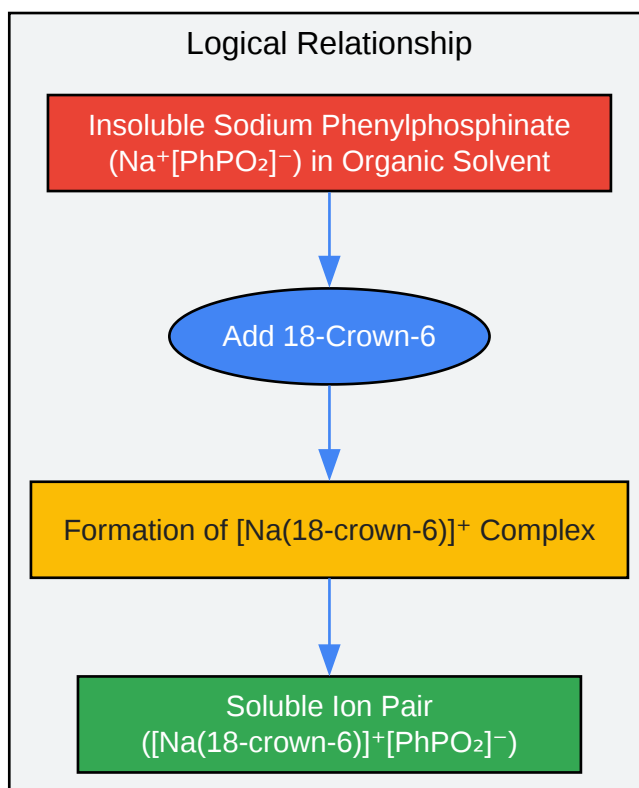 Logical Relationship
Insoluble Sodium Phenylphosphinate
(Na⁺[PhPO₂]⁻) in Organic Solvent
Add 18-Crown-6
Formation of [Na(18-crown-6)]⁺ Complex
Soluble Ion Pair
([Na(18-crown-6)]⁺[PhPO₂]⁻)